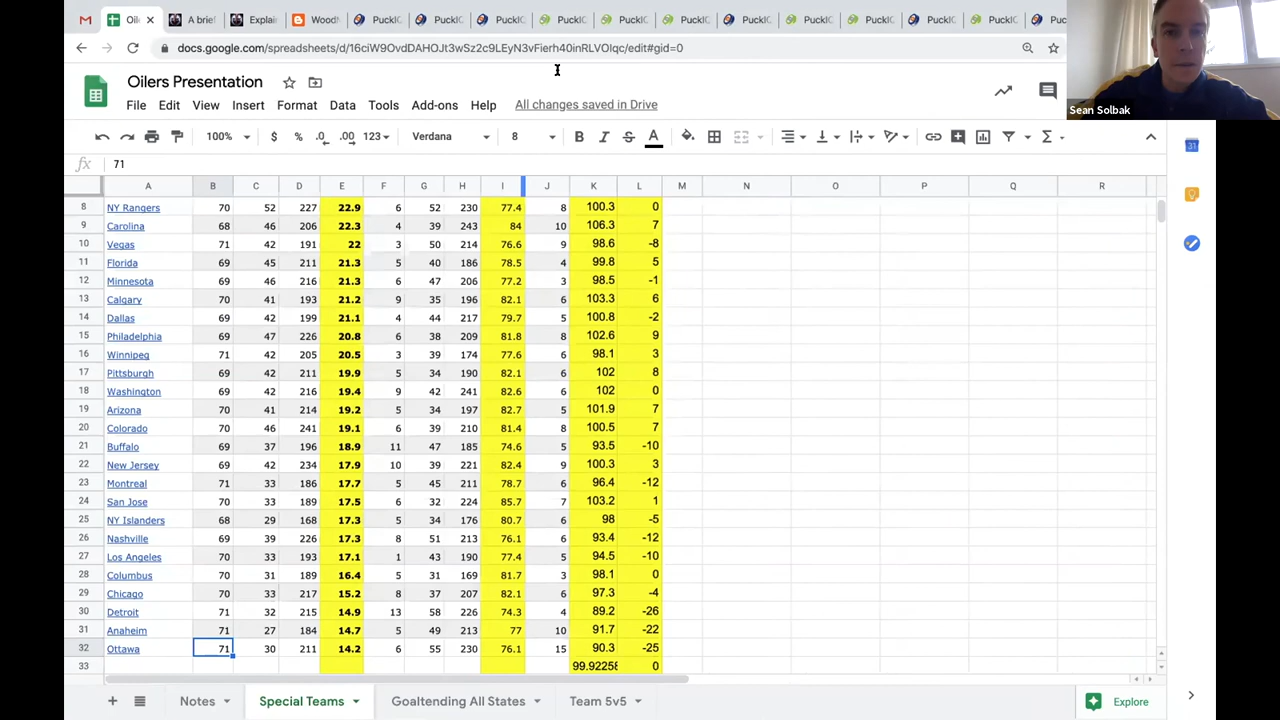 Oil
A brief
Explain
WoodM
PuckIQ
PuckIQ
PuckIQ
PuckIQ
PuckIQ
PuckIQ
PuckIQ
PuckIQ
PuckIQ
PuckIQ
PuckIQ
PuckI
docs.google.com/spreadsheets/d/16ciW9OvdDAHOJt3wSz2c9LEyN3vFierh40inRLVOlqc/edit#gid=0
Sean Solbak
Oilers Presentation
File Edit View Insert Format Data Tools Add-ons Help All changes saved in Drive
100% $ % .0 .00 123 Verdana 8 B I S A
fx 71
A B C D E F G H I J K L M N O P Q R
8 NY Rangers 70 52 227 22.9 6 52 230 77.4 8 100.3 0
9 Carolina 68 46 206 22.3 4 39 243 84 10 106.3 7
10 Vegas 71 42 191 22 3 50 214 76.6 9 98.6 -8
11 Florida 69 45 211 21.3 5 40 186 78.5 4 99.8 5
12 Minnesota 69 46 216 21.3 6 47 206 77.2 3 98.5 -1
13 Calgary 70 41 193 21.2 9 35 196 82.1 6 103.3 6
14 Dallas 69 42 199 21.1 4 44 217 79.7 5 100.8 -2
15 Philadelphia 69 47 226 20.8 6 38 209 81.8 8 102.6 9
16 Winnipeg 71 42 205 20.5 3 39 174 77.6 6 98.1 3
17 Pittsburgh 69 42 211 19.9 5 34 190 82.1 6 102 8
18 Washington 69 42 216 19.4 9 42 241 82.6 6 102 0
19 Arizona 70 41 214 19.2 5 34 197 82.7 5 101.9 7
20 Colorado 70 46 241 19.1 6 39 210 81.4 8 100.5 7
21 Buffalo 69 37 196 18.9 11 47 185 74.6 5 93.5 -10
22 New Jersey 69 42 234 17.9 10 39 221 82.4 9 100.3 3
23 Montreal 71 33 186 17.7 5 45 211 78.7 6 96.4 -12
24 San Jose 70 33 189 17.5 6 32 224 85.7 7 103.2 1
25 NY Islanders 68 29 168 17.3 5 34 176 80.7 6 98 -5
26 Nashville 69 39 226 17.3 8 51 213 76.1 6 93.4 -12
27 Los Angeles 70 33 193 17.1 1 43 190 77.4 5 94.5 -10
28 Columbus 70 31 189 16.4 5 31 169 81.7 3 98.1 0
29 Chicago 70 33 217 15.2 8 37 207 82.1 6 97.3 -4
30 Detroit 71 32 215 14.9 13 58 226 74.3 4 89.2 -26
31 Anaheim 71 27 184 14.7 5 49 213 77 10 91.7 -22
32 Ottawa 71 30 211 14.2 6 55 230 76.1 15 90.3 -25
33 99.92258 0
Notes Special Teams Goaltending All States Team 5v5 Explore